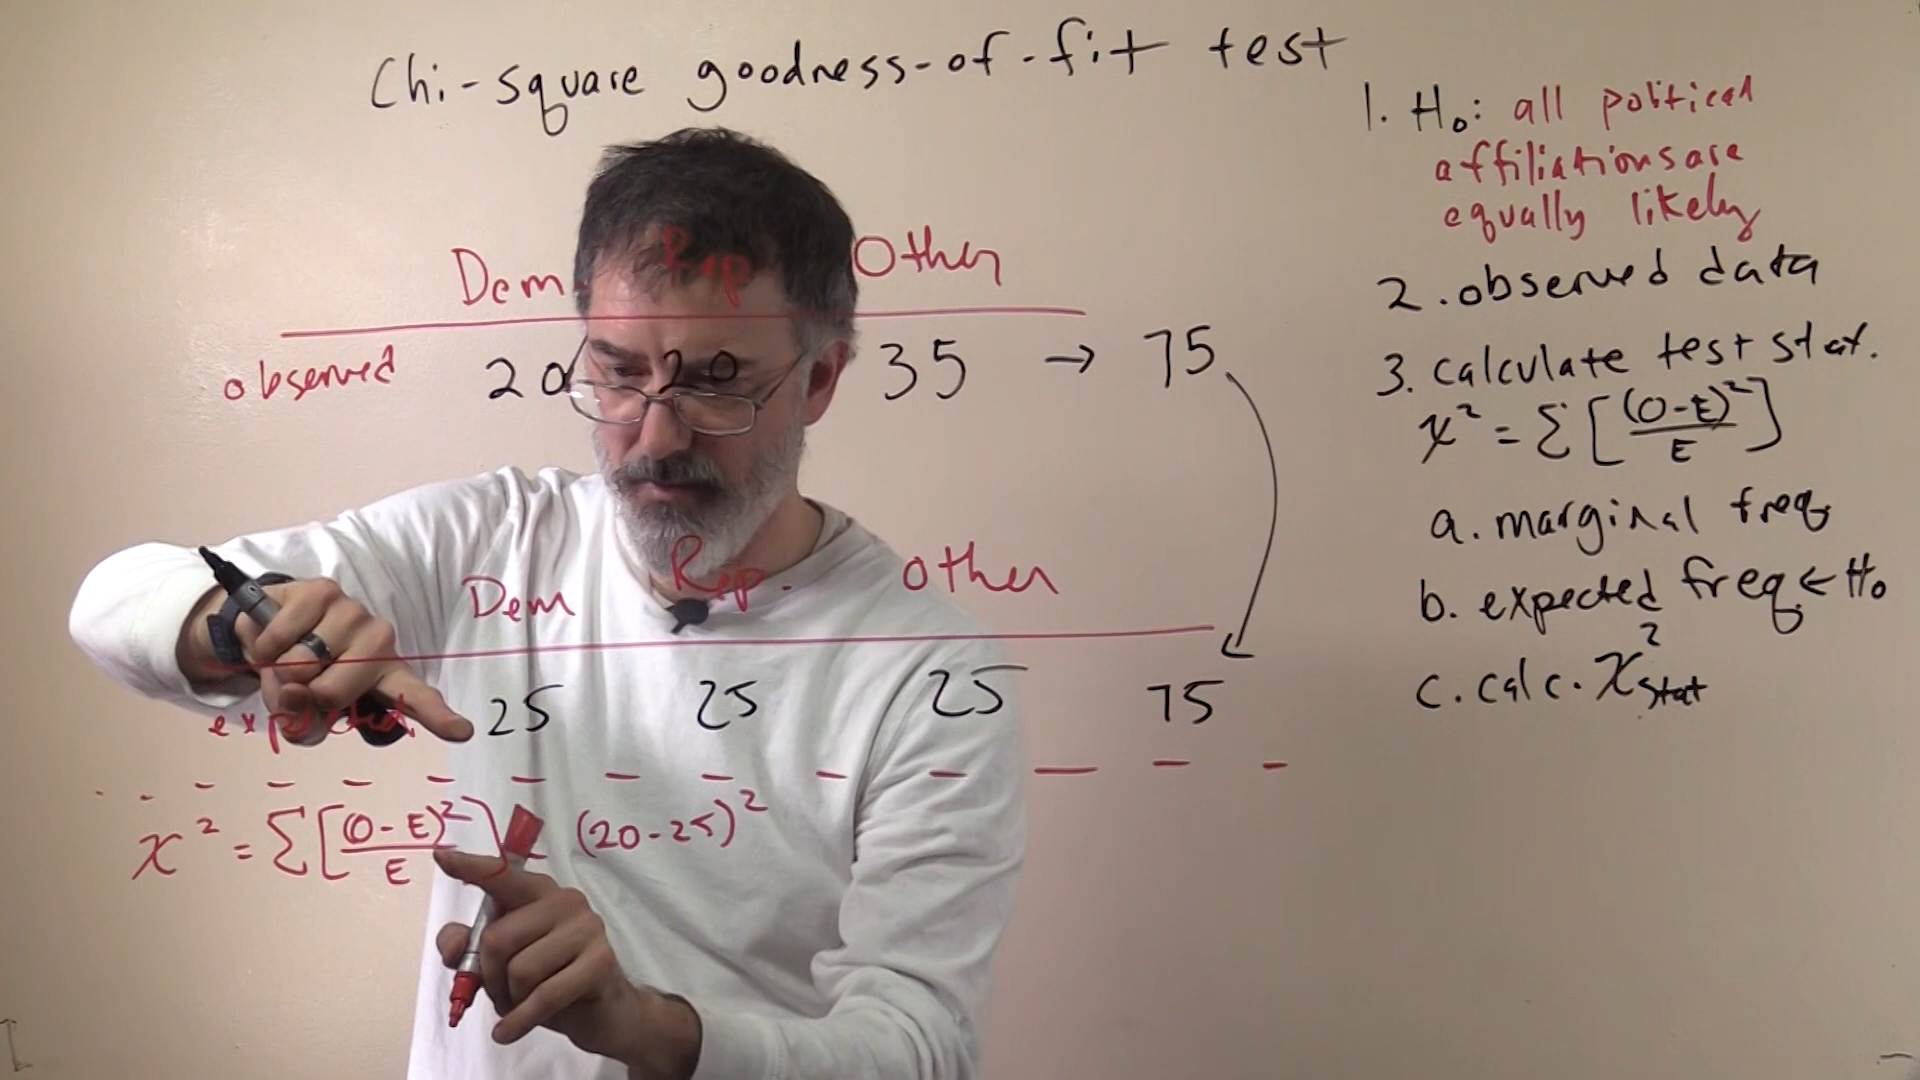 Chi-square goodness-of-fit test
Dem. Rep. Other
observed 20 20 35 → 75
Dem Rep. other
expected 25 25 25 75
χ² = Σ[(O-E)²/E] = (20-25)²
1. H₀: all political
affiliations are
equally likely
2. observed data
3. calculate test stat.
χ² = Σ[(O-E)²/E]
a. marginal freq
b. expected freq ← H₀
c. calc. χ²stat